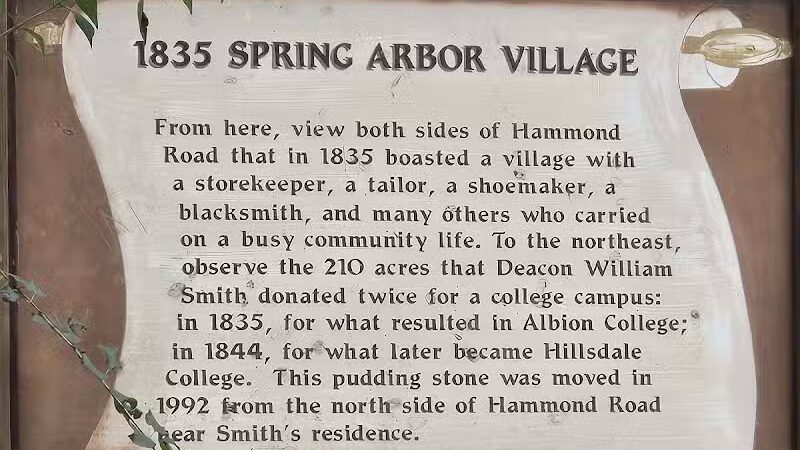 1835 SPRING ARBOR VILLAGE
From here, view both sides of Hammond
Road that in 1835 boasted a village with
a storekeeper, a tailor, a shoemaker, a
blacksmith, and many others who carried
on a busy community life. To the northeast,
observe the 210 acres that Deacon William
Smith donated twice for a college campus:
in 1835, for what resulted in Albion College;
in 1844, for what later became Hillsdale
College. This pudding stone was moved in
1992 from the north side of Hammond Road
near Smith's residence.